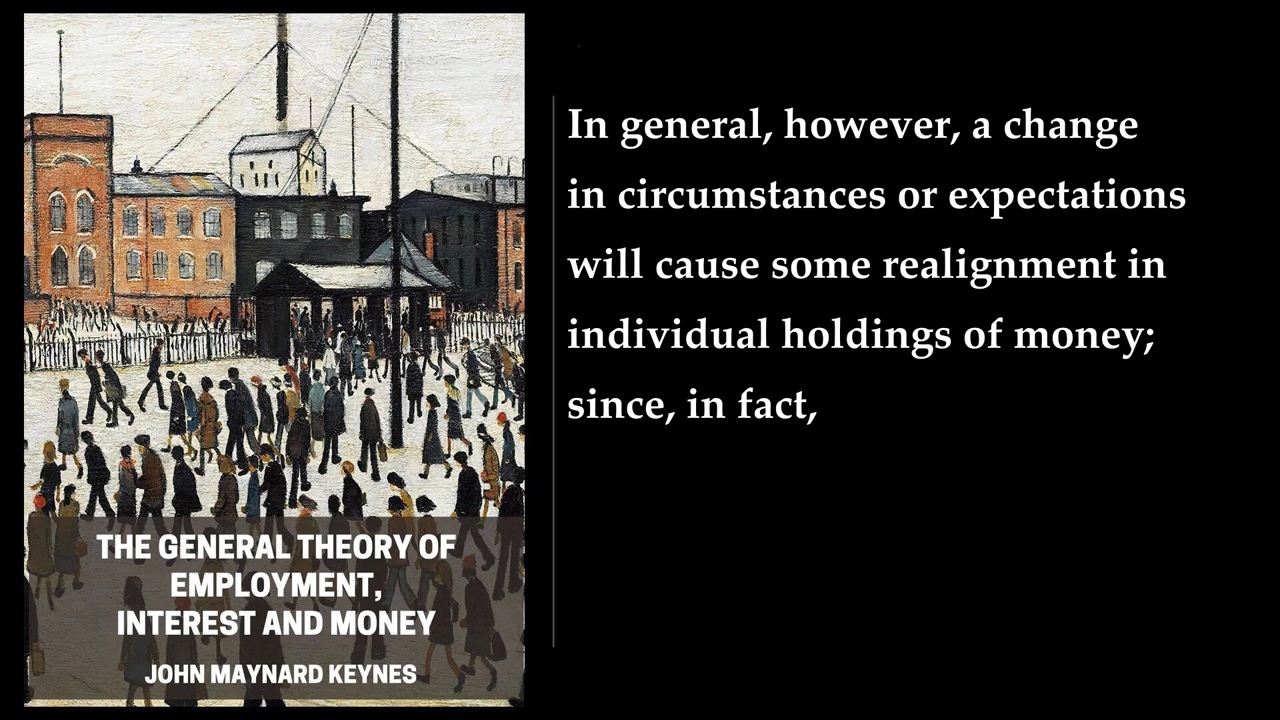 THE GENERAL THEORY OF
EMPLOYMENT,
INTEREST AND MONEY
JOHN MAYNARD KEYNES
In general, however, a change
in circumstances or expectations
will cause some realignment in
individual holdings of money;
since, in fact,